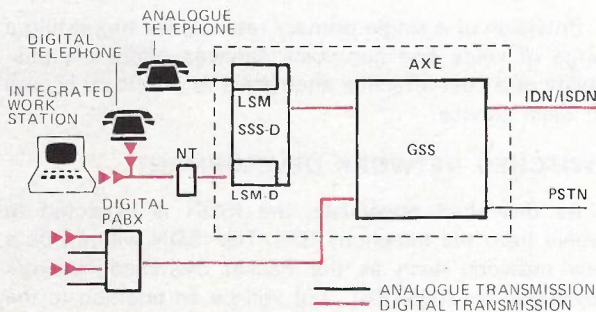 ANALOGUE
TELEPHONE
DIGITAL
TELEPHONE
INTEGRATED
WORK
STATION
NT
DIGITAL
PABX
LSM
SSS-D
LSM-D
AXE
GSS
IDN/ISDN
PSTN
ANALOGUE TRANSMISSION
DIGITAL TRANSMISSION